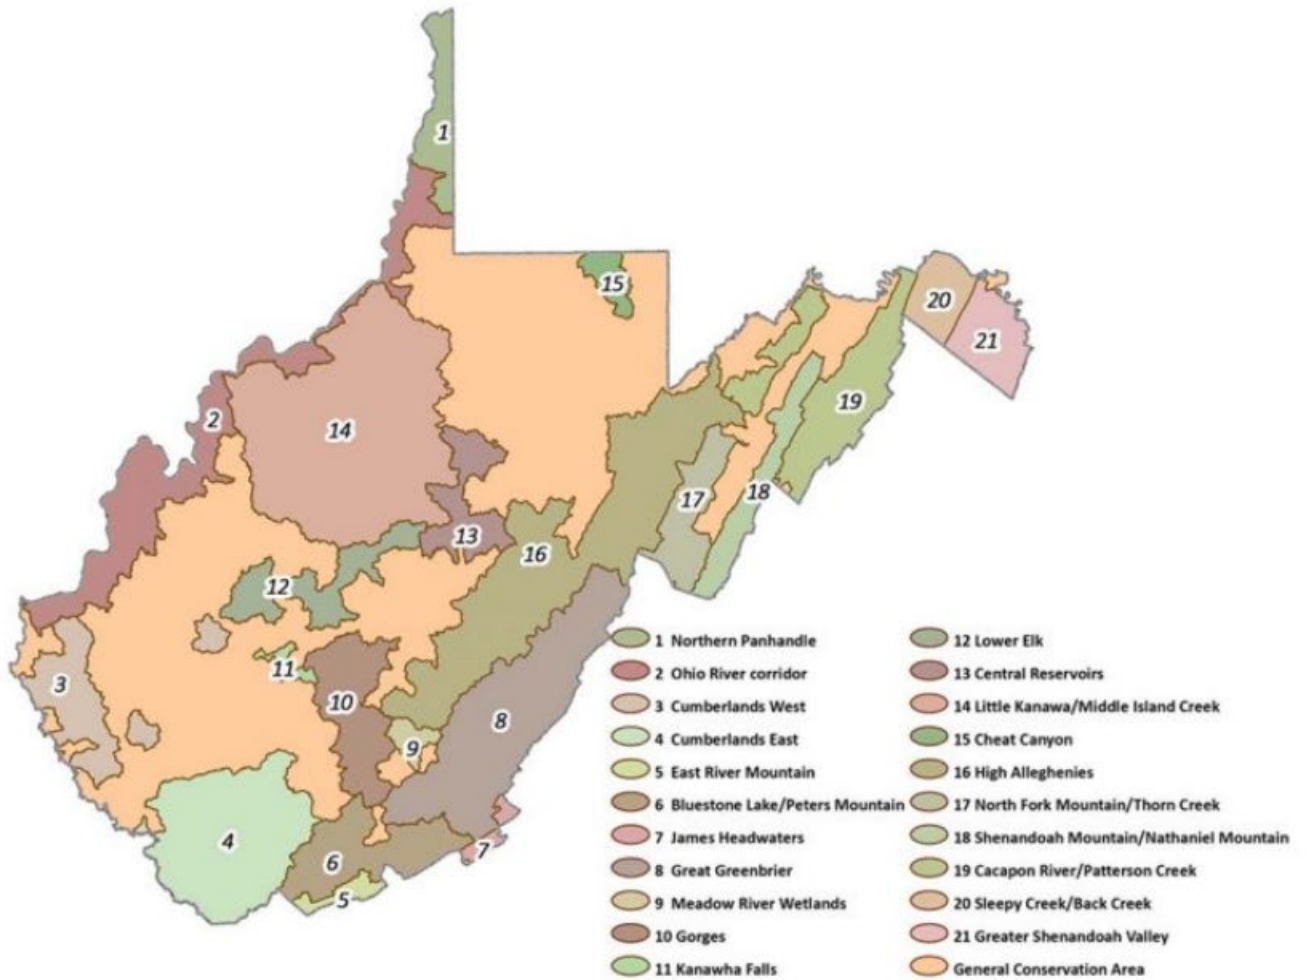 1
15
20
21
2
14
19
17
18
13
16
12
11
3
10
8
9
4
6
7
5
1 Northern Panhandle
2 Ohio River corridor
3 Cumberlands West
4 Cumberlands East
5 East River Mountain
6 Bluestone Lake/Peters Mountain
7 James Headwaters
8 Great Greenbrier
9 Meadow River Wetlands
10 Gorges
11 Kanawha Falls
12 Lower Elk
13 Central Reservoirs
14 Little Kanawa/Middle Island Creek
15 Cheat Canyon
16 High Alleghenies
17 North Fork Mountain/Thorn Creek
18 Shenandoah Mountain/Nathaniel Mountain
19 Cacapon River/Patterson Creek
20 Sleepy Creek/Back Creek
21 Greater Shenandoah Valley
General Conservation Area